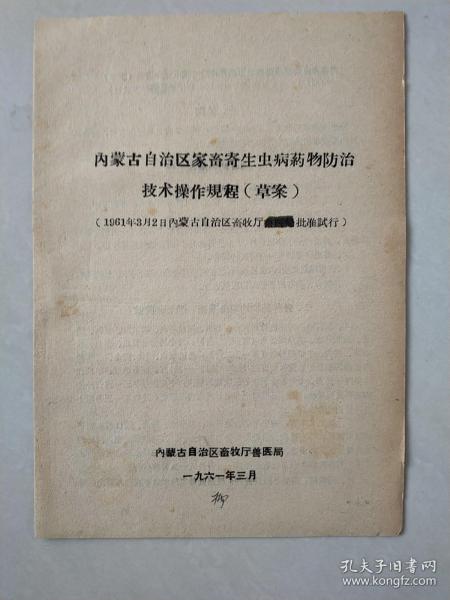 內蒙古自治区家畜寄生虫病葯物防治
技术操作規程（草案）
（1961年3月2日內蒙古自治区畜牧厅批准試行）
內蒙古自治区畜牧厅兽医局
一九六一年三月
孔夫子旧书网
www.kongfz.com